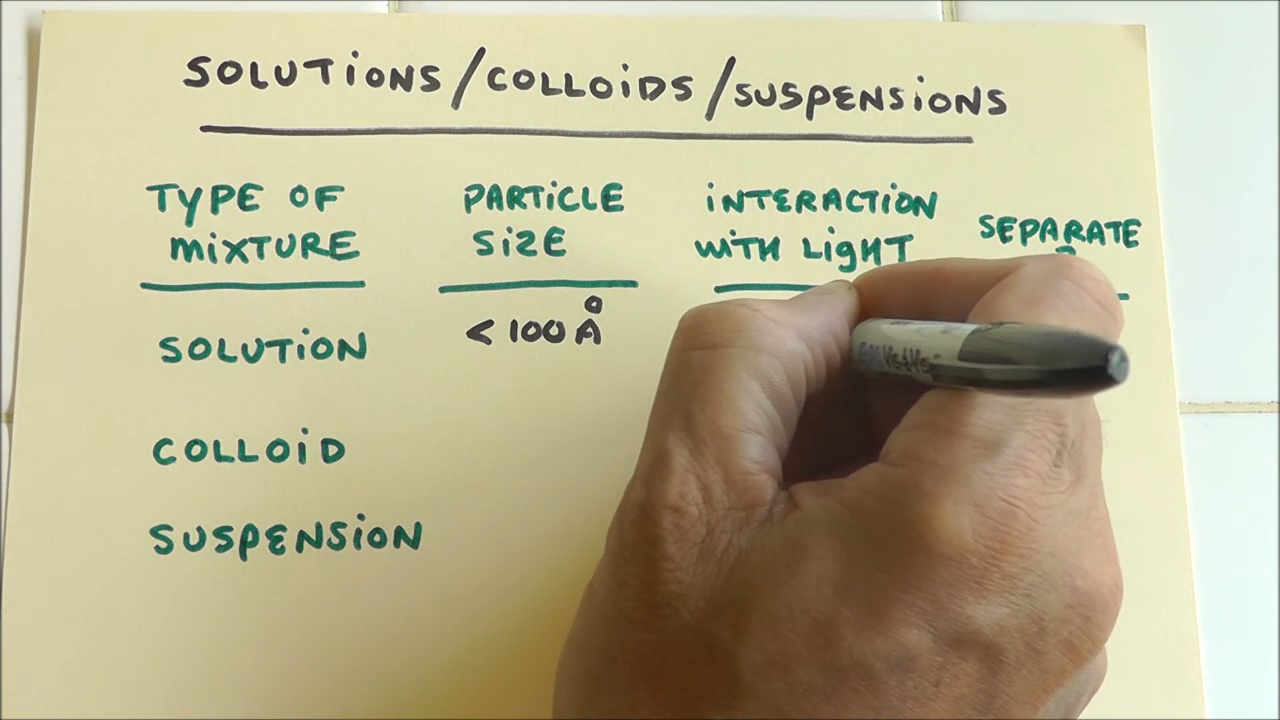 SOLUTiONS/COLLOiDS/SUSPENSiONS
TYPE OF
MiXTURE
PARTiCLE
SiZE
iNTERACTiON
WiTH LigHT
SEPARATE
SOLUTiON
< 100 Å
COLLOiD
SUSPENSiON